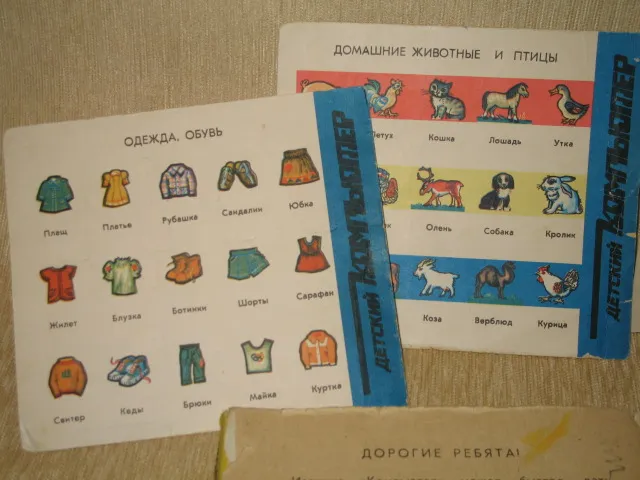 ОДЕЖДА, ОБУВЬ
Плащ Платье Рубашка Сандалии Юбка
Жилет Блузка Ботинки Шорты Сарафан
Свитер Кеды Брюки Майка Куртка
ДЕТСКИЙ КОМПЬЮТЕР
ДОМАШНИЕ ЖИВОТНЫЕ И ПТИЦЫ
Петух Кошка Лошадь Утка
Олень Собака Кролик
Коза Верблюд Курица
ДЕТСКИЙ КОМПЬЮТЕР
ДОРОГИЕ РЕБЯТА!